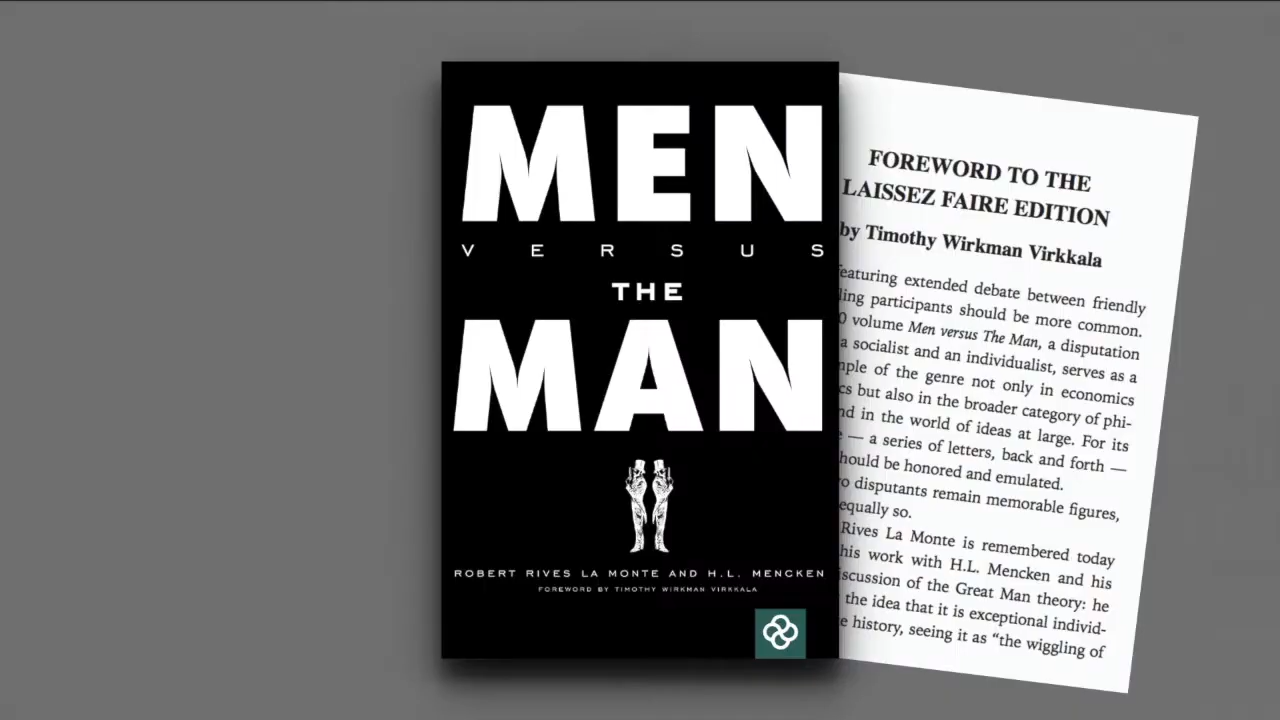 MEN
VERSUS
THE
MAN
ROBERT RIVES LA MONTE AND H.L. MENCKEN
FOREWORD BY TIMOTHY WIRKMAN VIRKKALA
FOREWORD TO THE
LAISSEZ FAIRE EDITION
by Timothy Wirkman Virkkala
featuring extended debate between friendly
participants should be more common.
volume Men versus The Man, a disputation
a socialist and an individualist, serves as a
of the genre not only in economics
but also in the broader category of phi-
in the world of ideas at large. For its
— a series of letters, back and forth —
should be honored and emulated.
disputants remain memorable figures,
equally so.
Rives La Monte is remembered today
his work with H.L. Mencken and his
discussion of the Great Man theory: he
the idea that it is exceptional individ-
history, seeing it as “the wiggling of